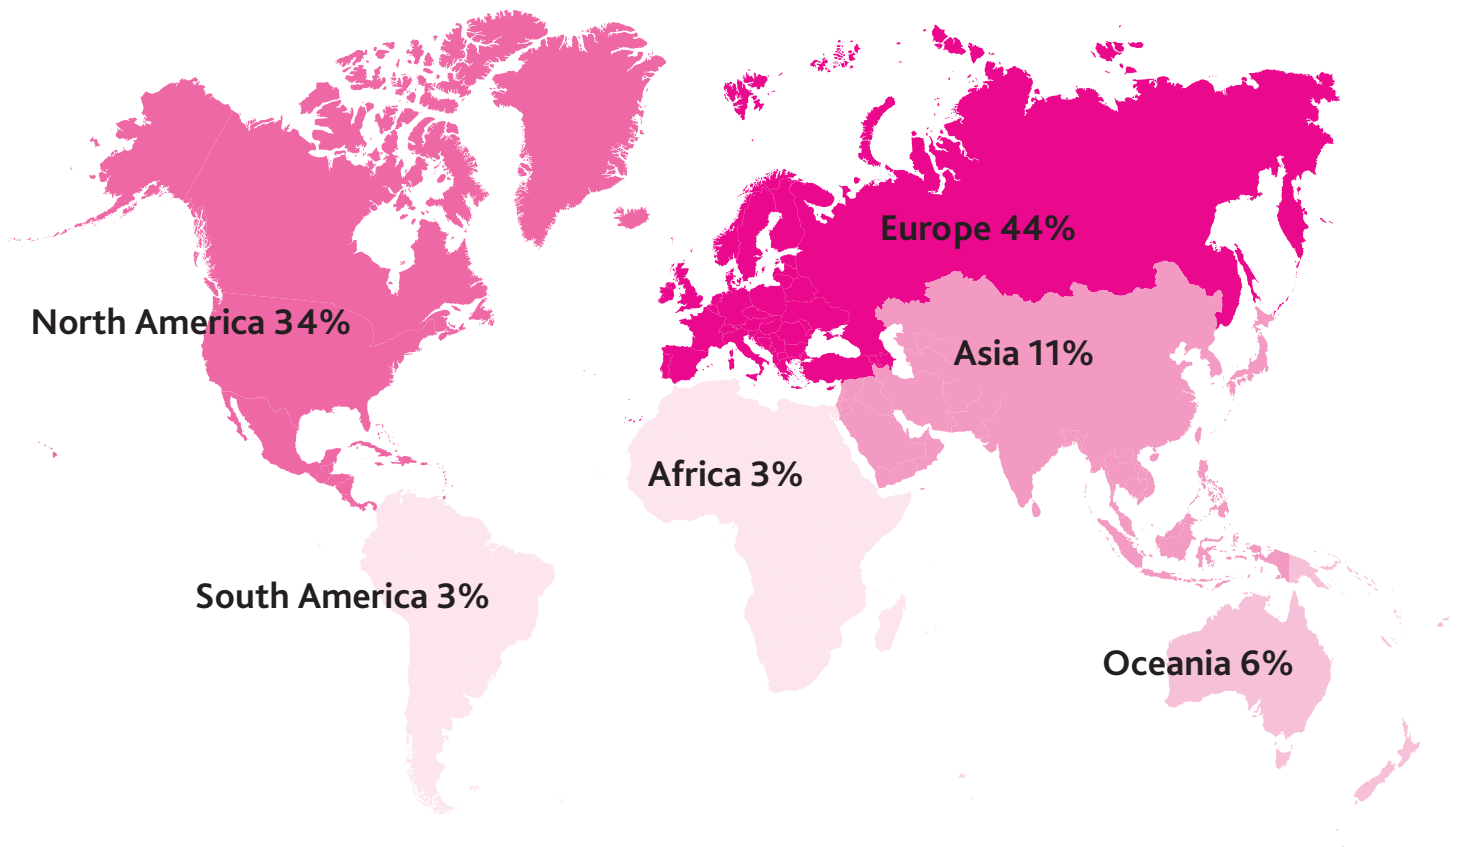 Europe 44%
North America 34%
Asia 11%
Africa 3%
South America 3%
Oceania 6%